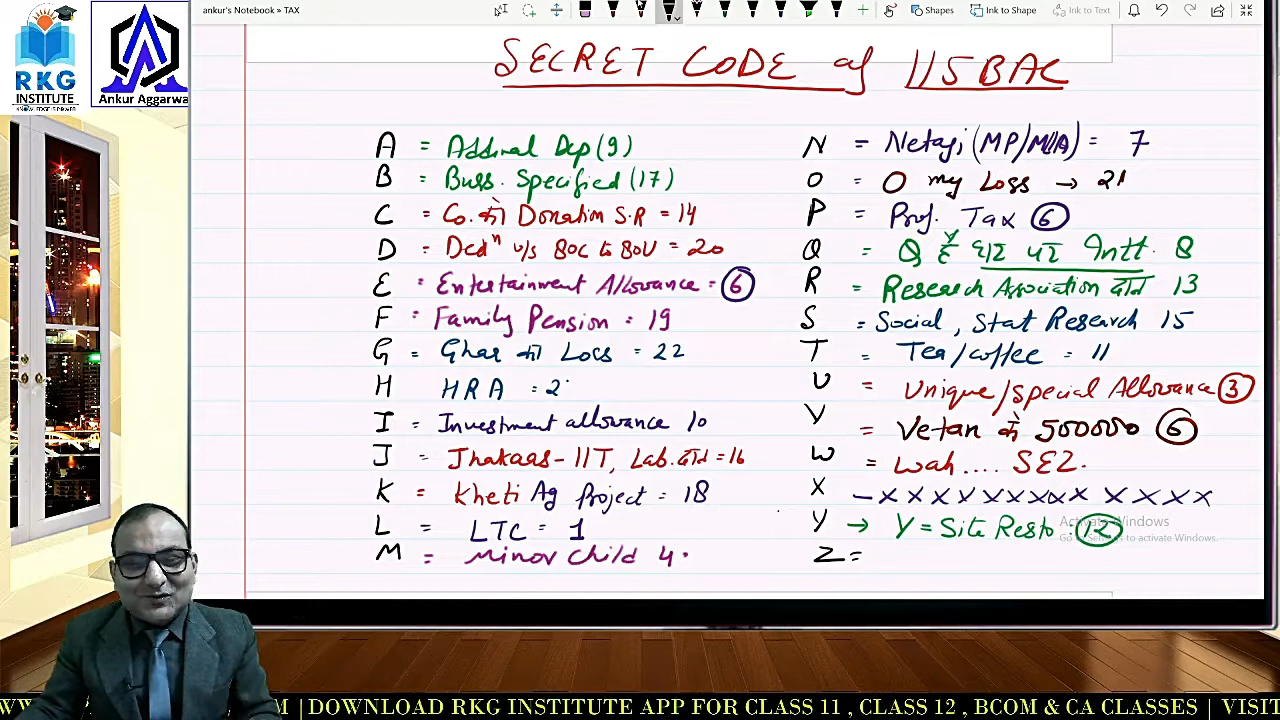 ankur's Notebook » TAX
Shapes
Ink to Shape
Ink to Text
RKG
INSTITUTE
KNOWLEDGE IS POWER
Ankur Aggarwa
SECRET CODE of 115BAC
A = Addinal Dep (9)
B = Buss. Specified (17)
C = Co. को Donation S.R = 14
D = Dedⁿ u/s 80C to 80U = 20
E = Entertainment Allowance = 6
F = Family Pension = 19
G = Ghar का Loss = 22
H HRA = 2
I = Investment allowance 10
J = Jhakaas-IIT, Lab. वाला = 16
K = Kheti Ag Project = 18
L = LTC = 1
M = Minor Child 4
N = Netaji (MP/MLA) = 7
O = O my Loss → 21
P = Prof. Tax 6
Q = Q घर पर Intt. 8
R = Research Association वाला 13
S = Social, Stat Research 15
T = Tea/coffee = 11
U = Unique/Special Allowance 3
V = Vetan के 500000 6
W = Wah.... SEZ.
X - x x x x x x x x x x x x x
Y → Y = Site Resto 12
Z =
Activate Windows
Go to Settings to activate Windows.
WW M | DOWNLOAD RKG INSTITUTE APP FOR CLASS 11 , CLASS 12 , BCOM & CA CLASSES | VISIT